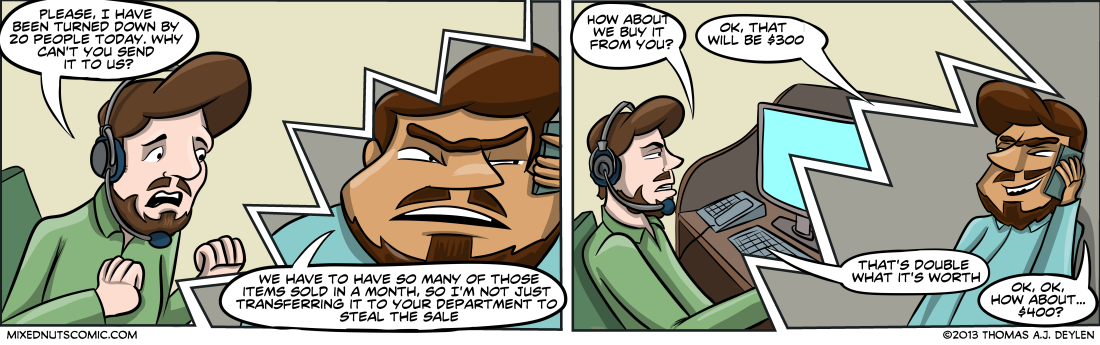 PLEASE, I HAVE
BEEN TURNED DOWN BY
20 PEOPLE TODAY. WHY
CAN'T YOU SEND
IT TO US?
WE HAVE TO HAVE SO MANY OF THOSE
ITEMS SOLD IN A MONTH, SO I'M NOT JUST
TRANSFERRING IT TO YOUR DEPARTMENT TO
STEAL THE SALE
HOW ABOUT
WE BUY IT
FROM YOU?
OK, THAT
WILL BE $300
THAT'S DOUBLE
WHAT IT'S WORTH
OK, OK,
HOW ABOUT...
$400?
MIXEDNUTSCOMIC.COM
©2013 THOMAS A.J. DEYLEN